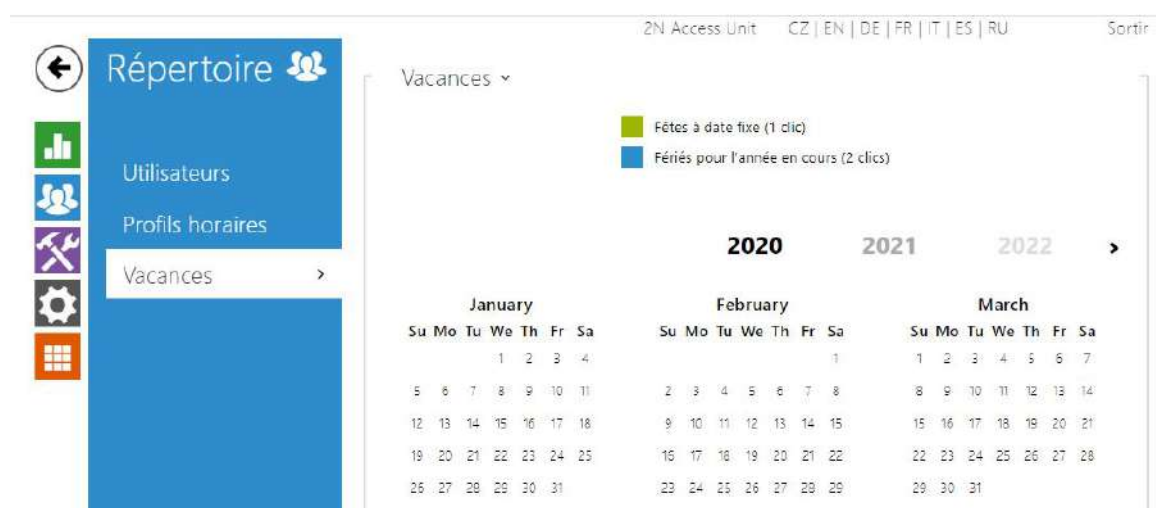 2N Access Unit CZ | EN | DE | FR | IT | ES | RU Sortir
Répertoire
Utilisateurs
Profils horaires
Vacances
Vacances
Fêtes à date fixe (1 clic)
Fériés pour l'année en cours (2 clics)
2020 2021 2022
January
Su Mo Tu We Th Fr Sa
1 2 3 4
5 6 7 8 9 10 11
12 13 14 15 16 17 18
19 20 21 22 23 24 25
26 27 28 29 30 31
February
Su Mo Tu We Th Fr Sa
1
2 3 4 5 6 7 8
9 10 11 12 13 14 15
16 17 18 19 20 21 22
23 24 25 26 27 28 29
March
Su Mo Tu We Th Fr Sa
1 2 3 4 5 6 7
8 9 10 11 12 13 14
15 16 17 18 19 20 21
22 23 24 25 26 27 28
29 30 31